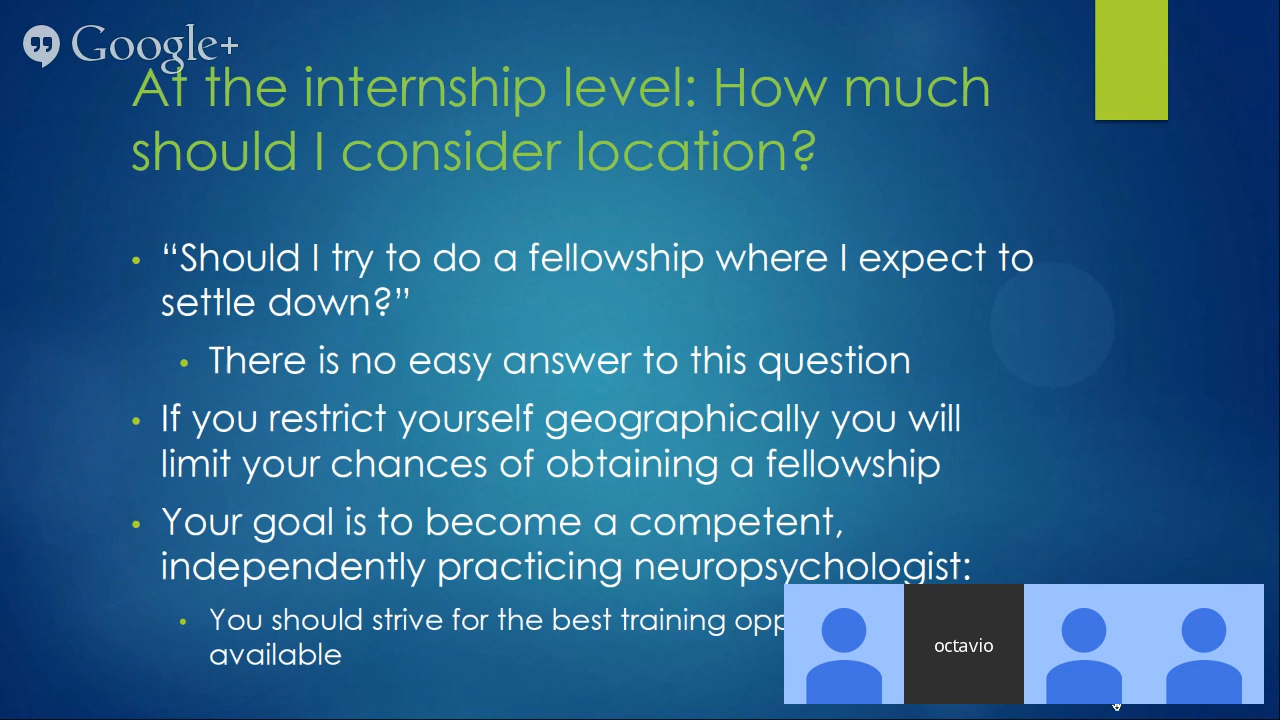 Google+
At the internship level: How much
should I consider location?
• “Should I try to do a fellowship where I expect to
settle down?”
• There is no easy answer to this question
• If you restrict yourself geographically you will
limit your chances of obtaining a fellowship
• Your goal is to become a competent,
independently practicing neuropsychologist:
• You should strive for the best training opp
available
octavio